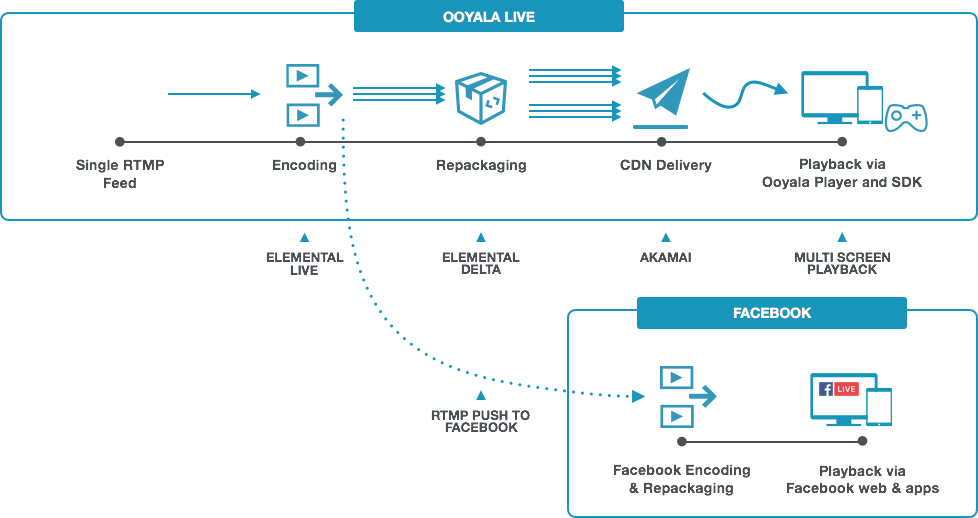 OOYALA LIVE
Single RTMP
Feed
Encoding
Repackaging
CDN Delivery
Playback via
Ooyala Player and SDK
ELEMENTAL
LIVE
ELEMENTAL
DELTA
AKAMAI
MULTI SCREEN
PLAYBACK
RTMP PUSH TO
FACEBOOK
FACEBOOK
f LIVE
Facebook Encoding
& Repackaging
Playback via
Facebook web & apps